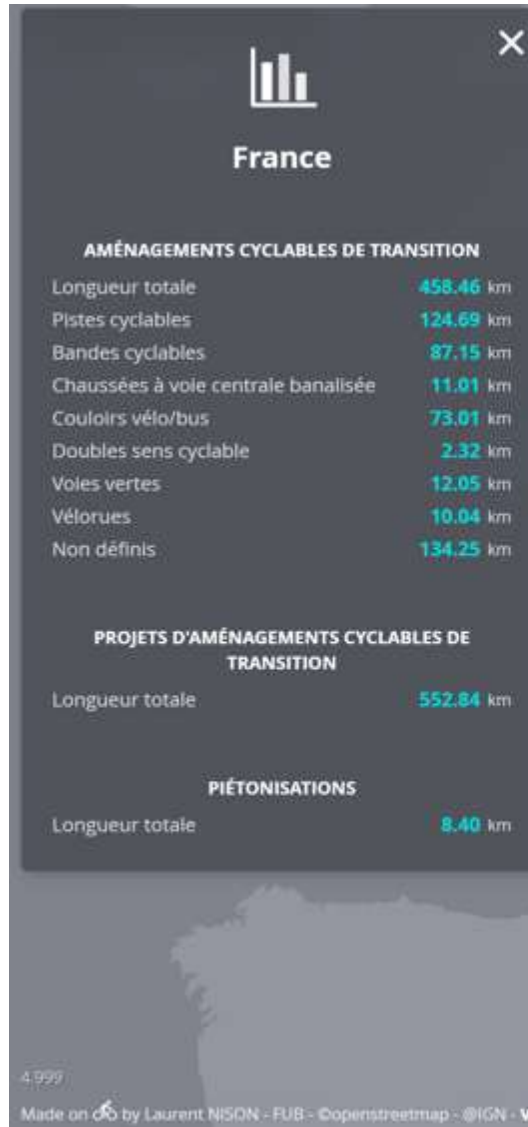 France
AMÉNAGEMENTS CYCLABLES DE TRANSITION
Longueur totale 458.46 km
Pistes cyclables 124.69 km
Bandes cyclables 87.15 km
Chaussées à voie centrale banalisée 11.01 km
Couloirs vélo/bus 73.01 km
Doubles sens cyclable 2.32 km
Voies vertes 12.05 km
Vélorues 10.04 km
Non définis 134.25 km
PROJETS D'AMÉNAGEMENTS CYCLABLES DE
TRANSITION
Longueur totale 552.84 km
PIÉTONISATIONS
Longueur totale 8.40 km
4.999
Made on by Laurent NISON - FUB - ©openstreetmap - @IGN - V